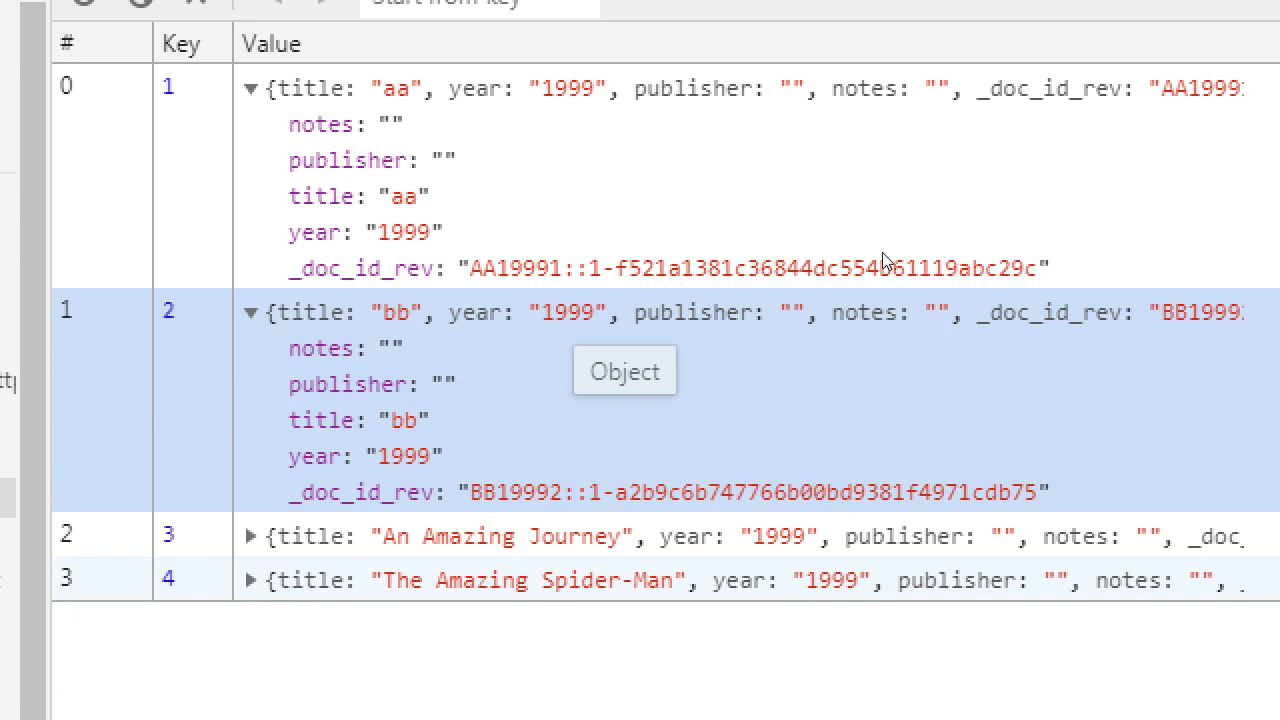 # Key Value
0 1 ▼{title: "aa", year: "1999", publisher: "", notes: "", _doc_id_rev: "AA1999
notes: ""
publisher: ""
title: "aa"
year: "1999"
_doc_id_rev: "AA19991::1-f521a1381c36844dc554b61119abc29c"
1 2 ▼{title: "bb", year: "1999", publisher: "", notes: "", _doc_id_rev: "BB1999
notes: ""
Object
publisher: ""
title: "bb"
year: "1999"
_doc_id_rev: "BB19992::1-a2b9c6b747766b00bd9381f4971cdb75"
2 3 ▶{title: "An Amazing Journey", year: "1999", publisher: "", notes: "", _doc_
3 4 ▶{title: "The Amazing Spider-Man", year: "1999", publisher: "", notes: "", _